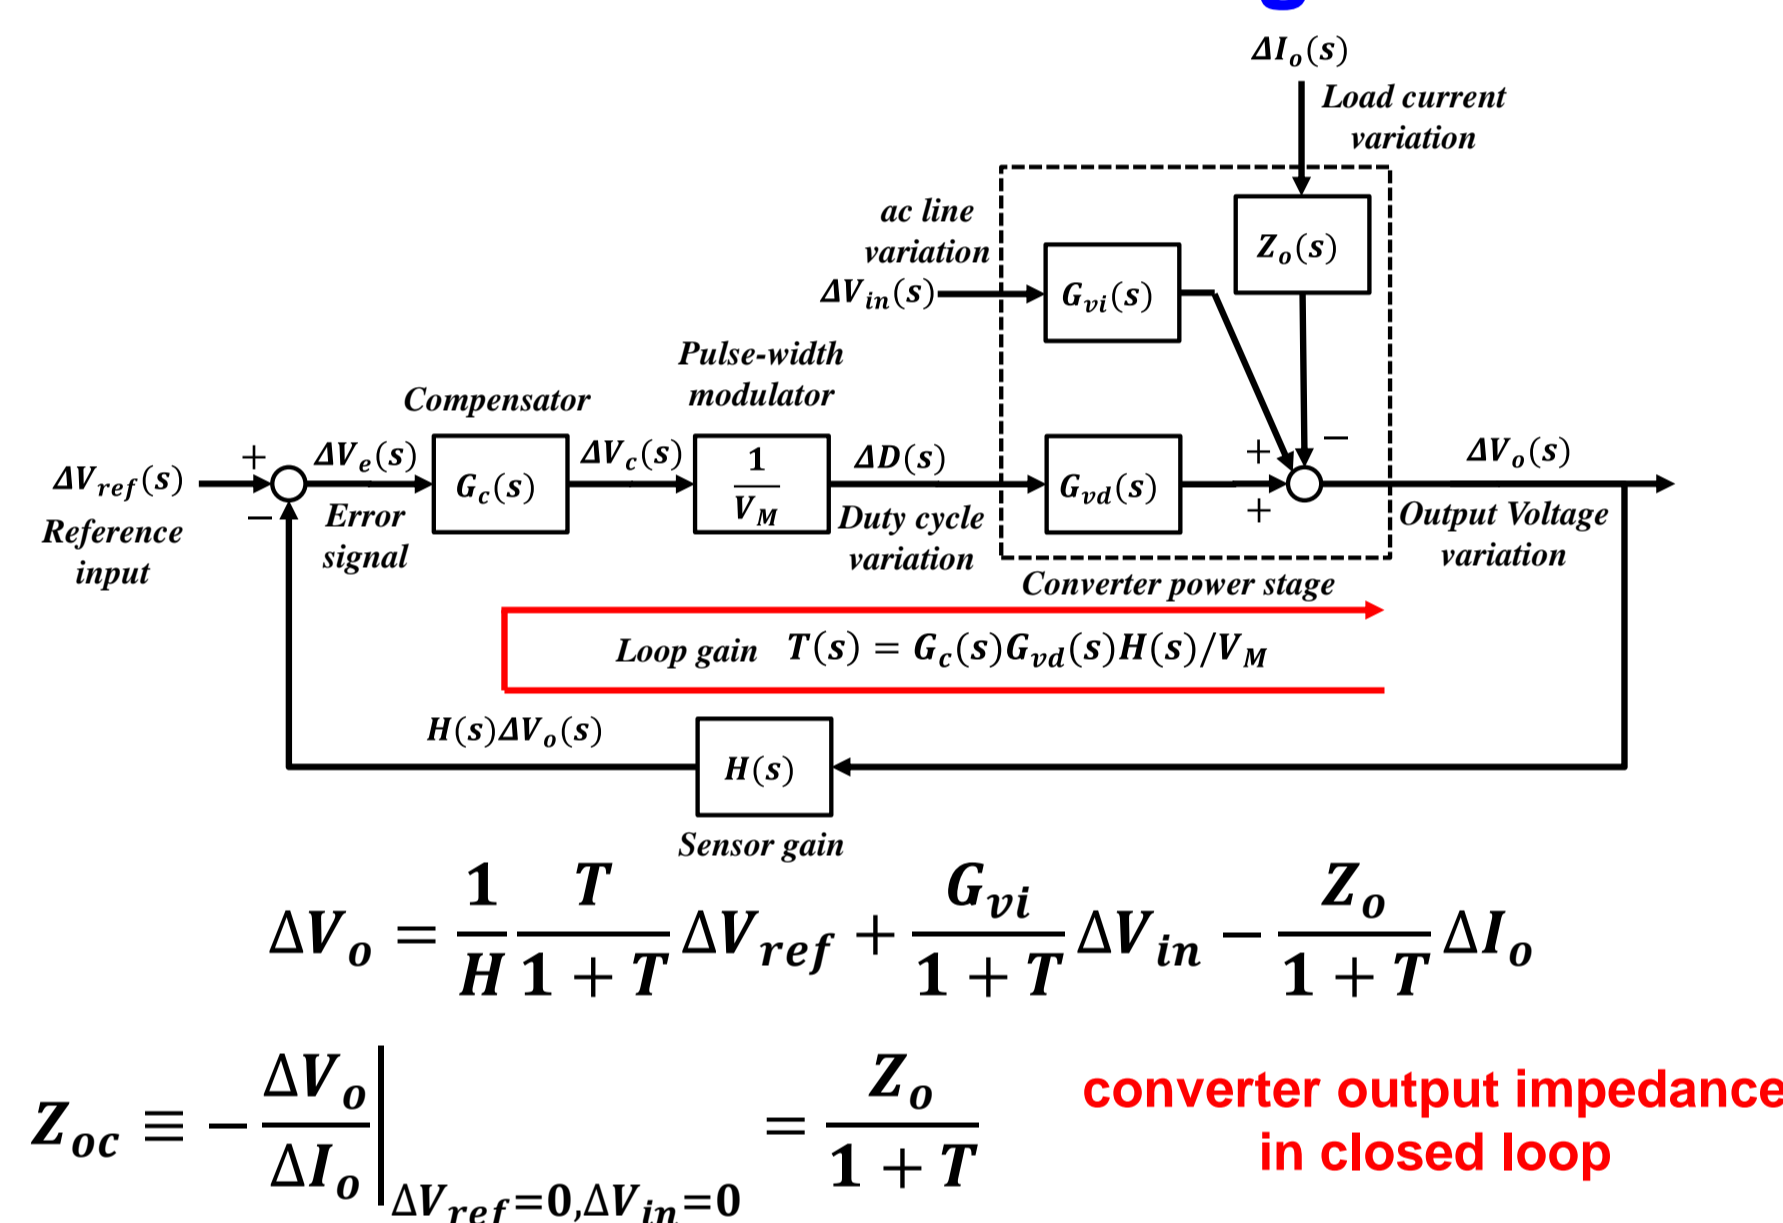 ΔI_o(s)
Load current
variation
ac line
variation
ΔV_in(s)
G_vi(s)
Z_o(s)
Pulse-width
modulator
Compensator
ΔV_ref(s)
Reference
input
+
−
ΔV_e(s)
Error
signal
G_c(s)
ΔV_c(s)
1/V_M
ΔD(s)
Duty cycle
variation
G_vd(s)
+
+
−
ΔV_o(s)
Output Voltage
variation
Converter power stage
Loop gain T(s) = G_c(s)G_vd(s)H(s)/V_M
H(s)ΔV_o(s)
H(s)
Sensor gain
ΔV_o = 1/H T/(1 + T) ΔV_ref + G_vi/(1 + T) ΔV_in − Z_o/(1 + T) ΔI_o
Z_oc ≡ − ΔV_o/ΔI_o |_ΔV_ref=0,ΔV_in=0 = Z_o/(1 + T)
converter output impedance
in closed loop